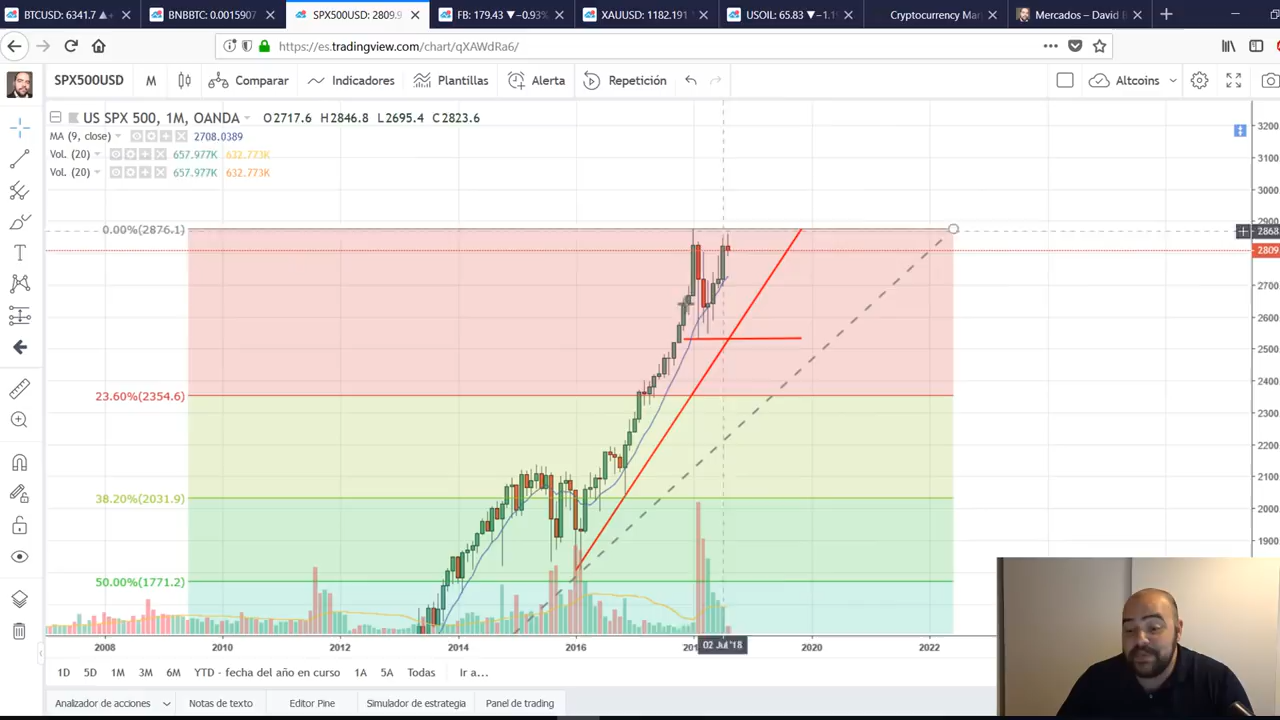 BTCUSD: 6341.7
BNBBTC: 0.0015907
SPX500USD: 2809.9
FB: 179.43 ▼−0.93%
XAUUSD: 1182.191
USOIL: 65.83 ▼−1.1
Cryptocurrency Mar
Mercados – David B
https://es.tradingview.com/chart/qXAWdRa6/
SPX500USD M Comparar Indicadores Plantillas Alerta Repetición Altcoins
US SPX 500, 1M, OANDA O2717.6 H2846.8 L2695.4 C2823.6
MA (9, close) 2708.0389
Vol. (20) 657.977K 632.773K
Vol. (20) 657.977K 632.773K
3200
3100
3000
2900
0.00%(2876.1)
2868
2809
2700
2600
2500
2400
23.60%(2354.6)
2300
2200
2100
38.20%(2031.9)
2000
1900
50.00%(1771.2)
2008 2010 2012 2014 2016 02 Jul '18 2020 2022
1D 5D 1M 3M 6M YTD - fecha del año en curso 1A 5A Todas Ir a...
Analizador de acciones Notas de texto Editor Pine Simulador de estrategia Panel de trading